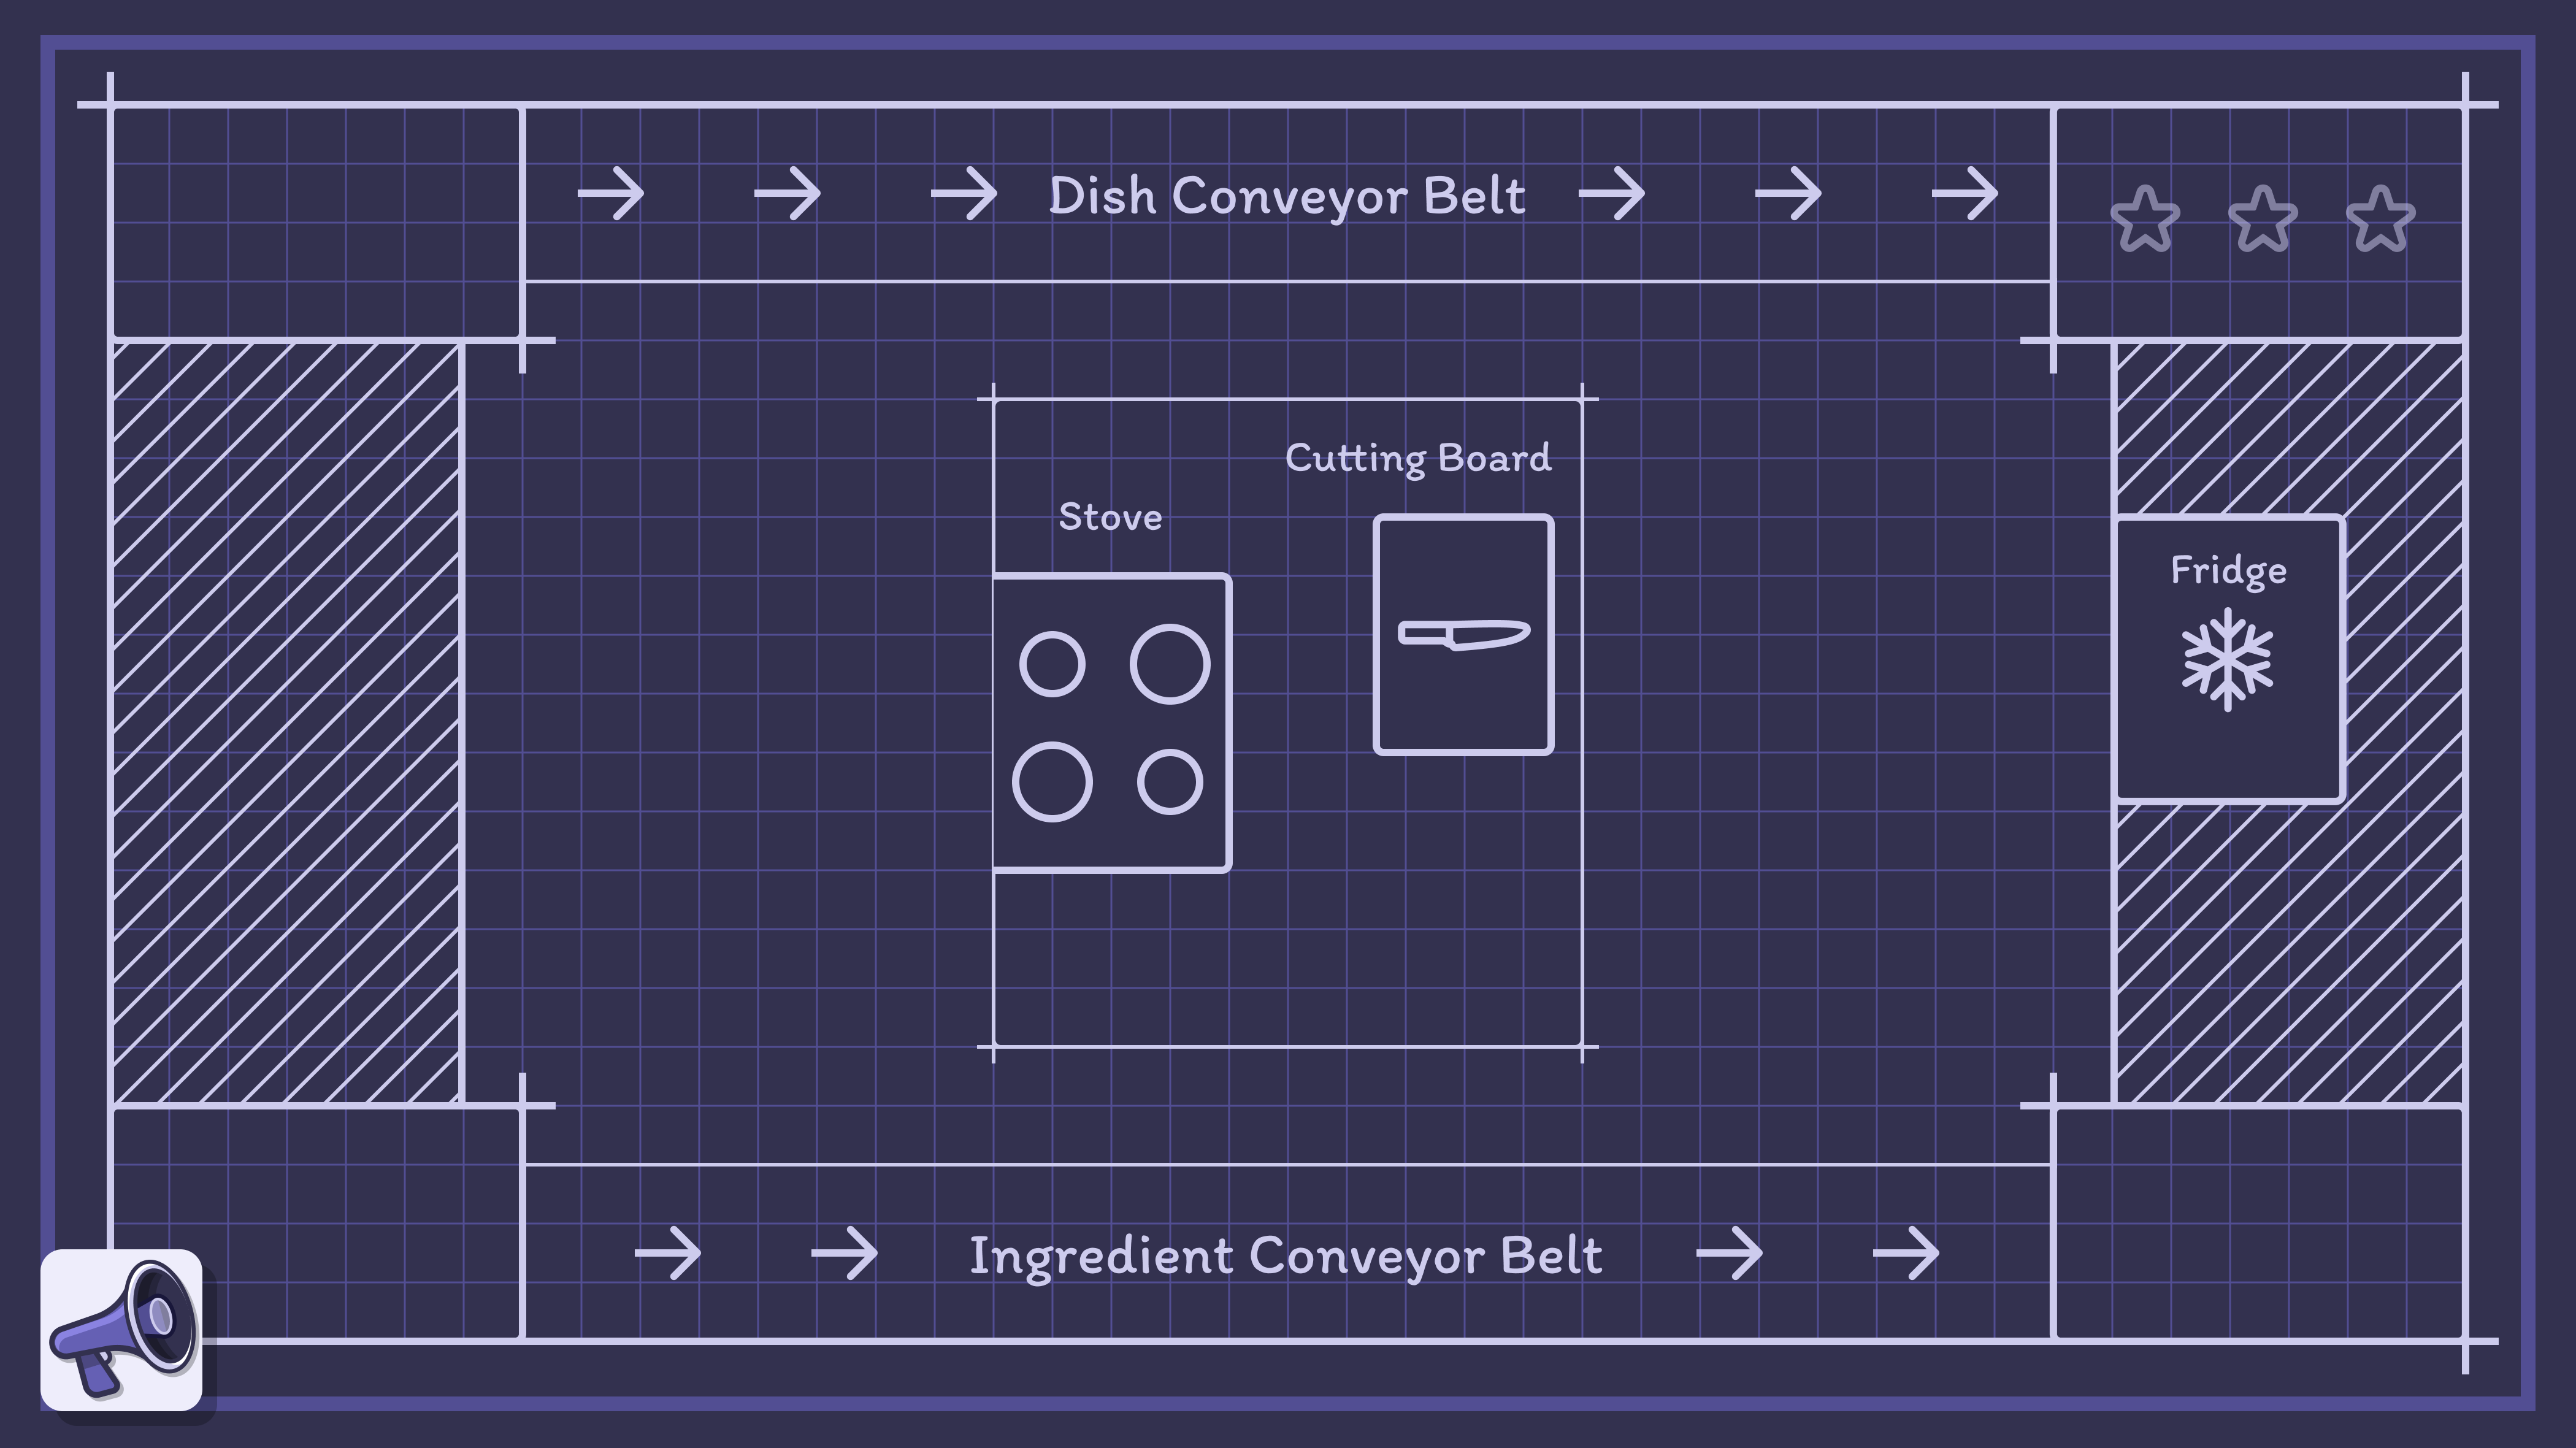 Dish Conveyor Belt
Cutting Board
Stove
Fridge
Ingredient Conveyor Belt